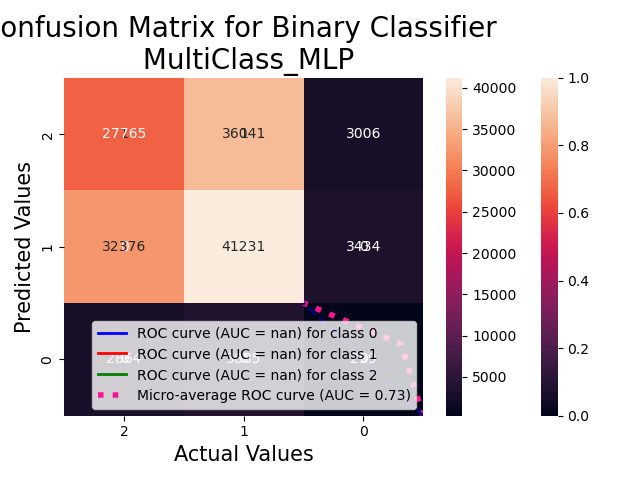 onfusion Matrix for Binary Classifier
MultiClass_MLP
Predicted Values
2
1
0
36141
3006
41231
ROC curve (AUC = nan) for class 0
ROC curve (AUC = nan) for class 1
ROC curve (AUC = nan) for class 2
Micro-average ROC curve (AUC = 0.73)
2
1
0
Actual Values
40000
35000
30000
25000
20000
15000
10000
5000
1.0
0.8
0.6
0.4
0.2
0.0